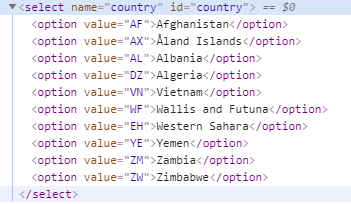 ▼<select name="country" id="country"> == $0
<option value="AF">Afghanistan</option>
<option value="AX">Åland Islands</option>
<option value="AL">Albania</option>
<option value="DZ">Algeria</option>
<option value="VN">Vietnam</option>
<option value="WF">Wallis and Futuna</option>
<option value="EH">Western Sahara</option>
<option value="YE">Yemen</option>
<option value="ZM">Zambia</option>
<option value="ZW">Zimbabwe</option>
</select>